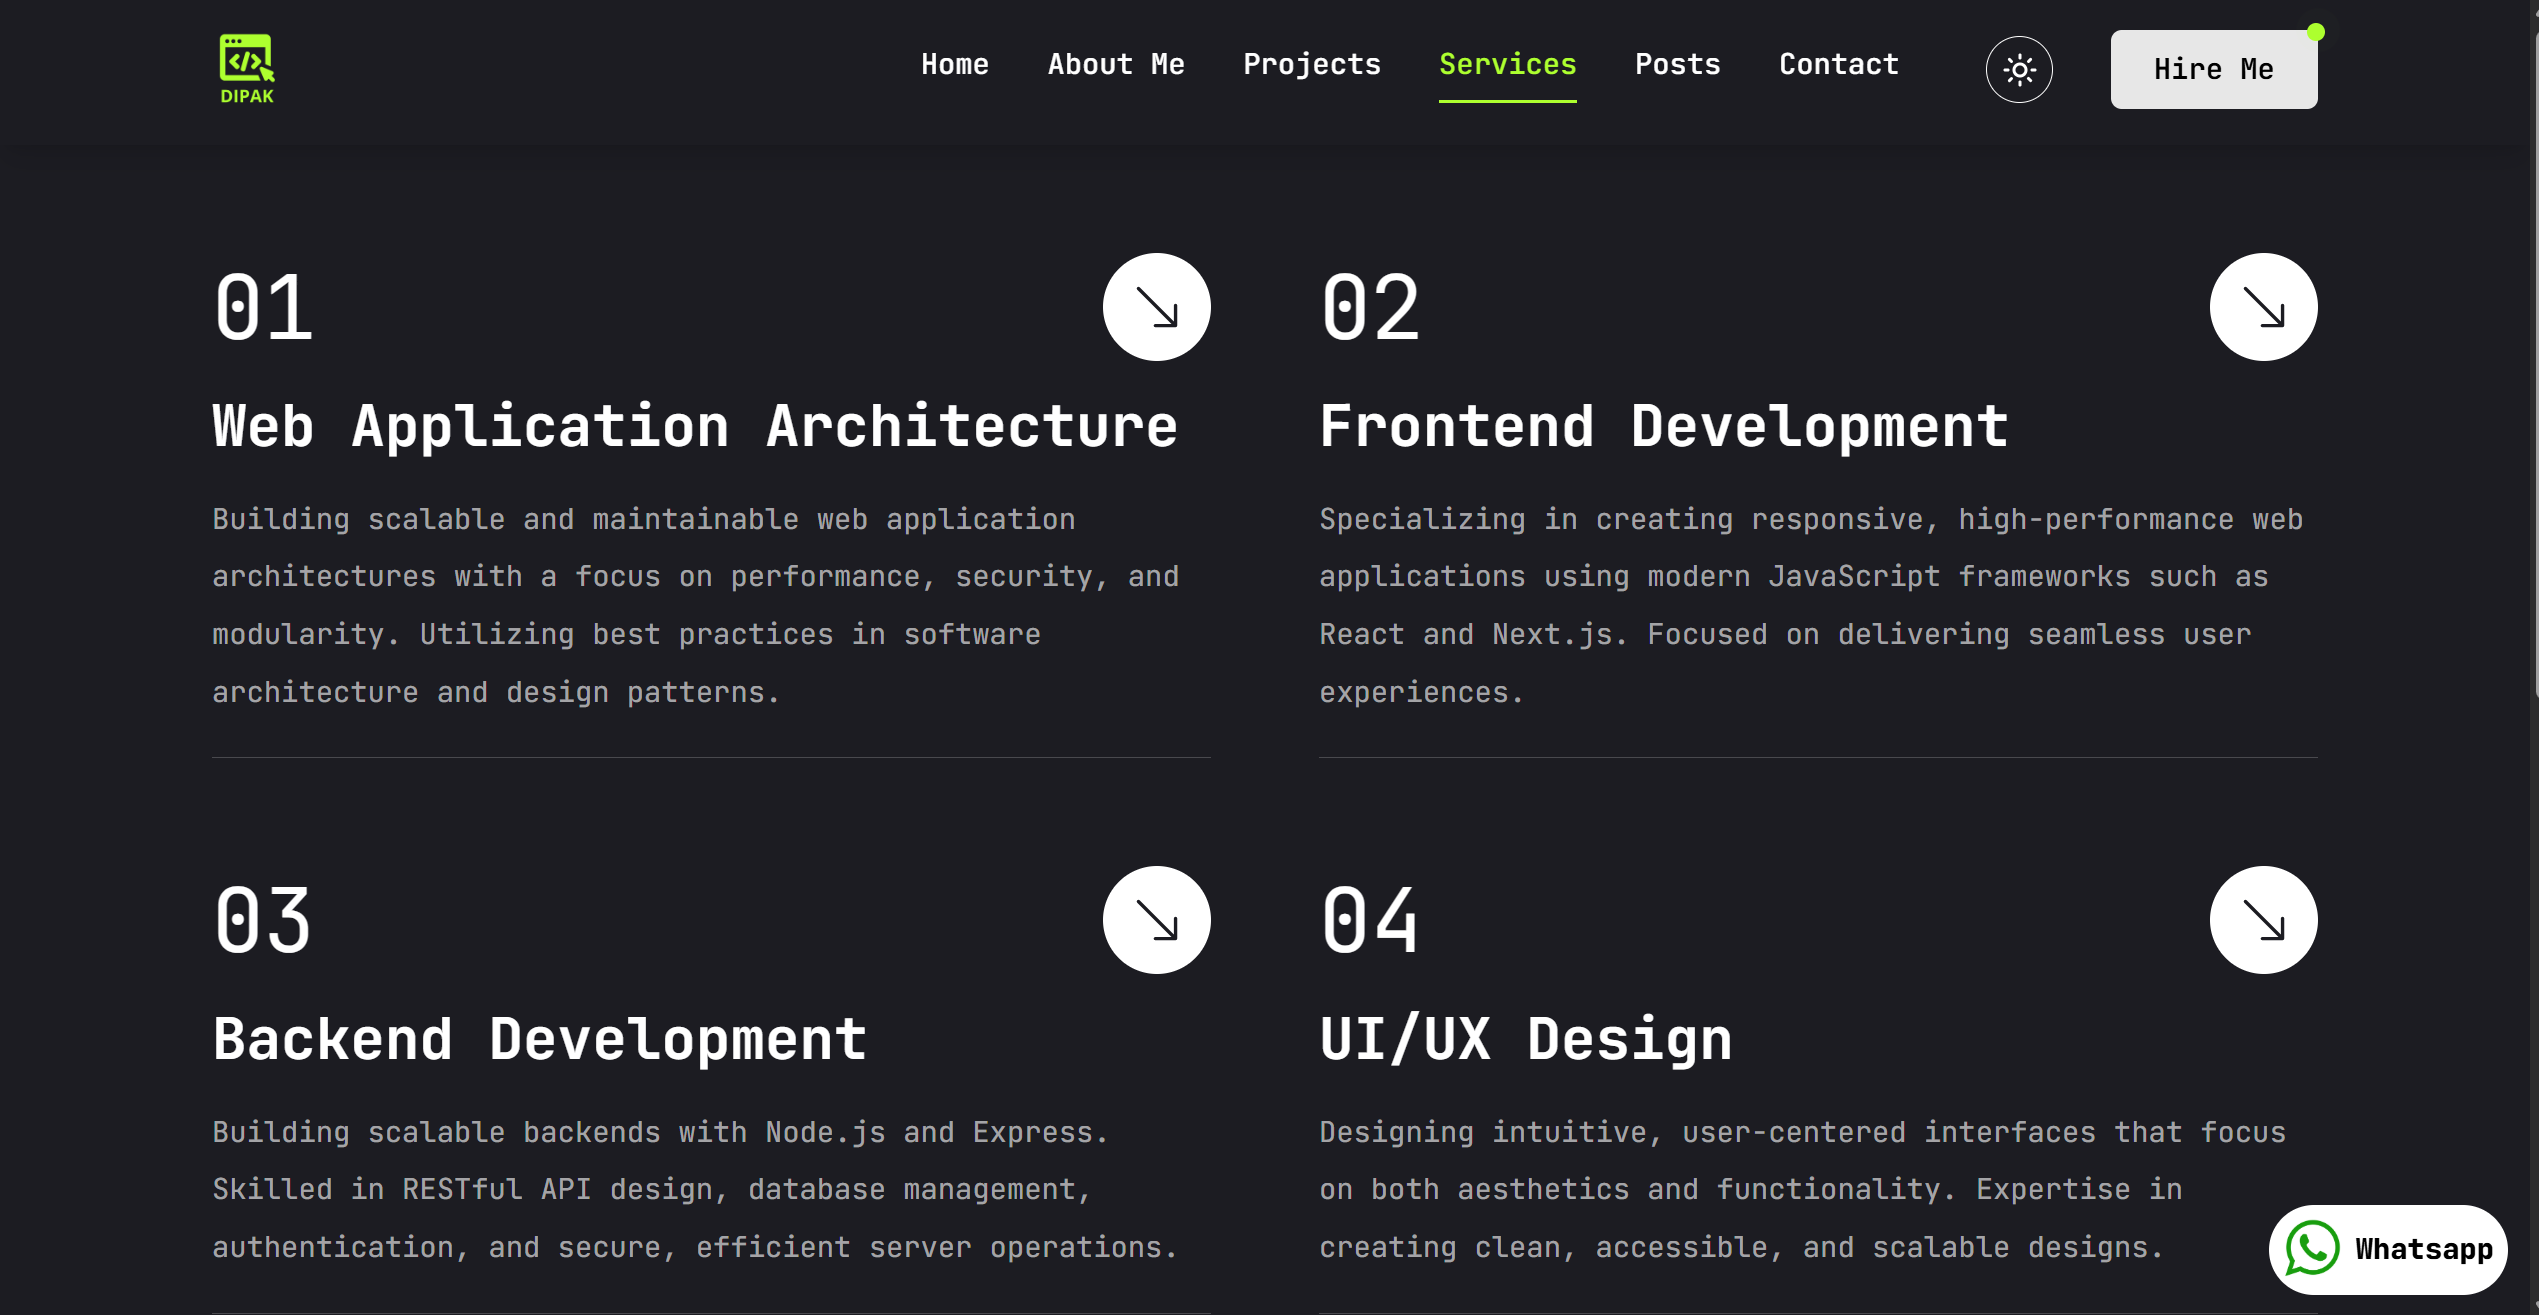 DIPAK
Home
About Me
Projects
Services
Posts
Contact
Hire Me
01
Web Application Architecture
Building scalable and maintainable web application
architectures with a focus on performance, security, and
modularity. Utilizing best practices in software
architecture and design patterns.
02
Frontend Development
Specializing in creating responsive, high-performance web
applications using modern JavaScript frameworks such as
React and Next.js. Focused on delivering seamless user
experiences.
03
Backend Development
Building scalable backends with Node.js and Express.
Skilled in RESTful API design, database management,
authentication, and secure, efficient server operations.
04
UI/UX Design
Designing intuitive, user-centered interfaces that focus
on both aesthetics and functionality. Expertise in
creating clean, accessible, and scalable designs.
Whatsapp